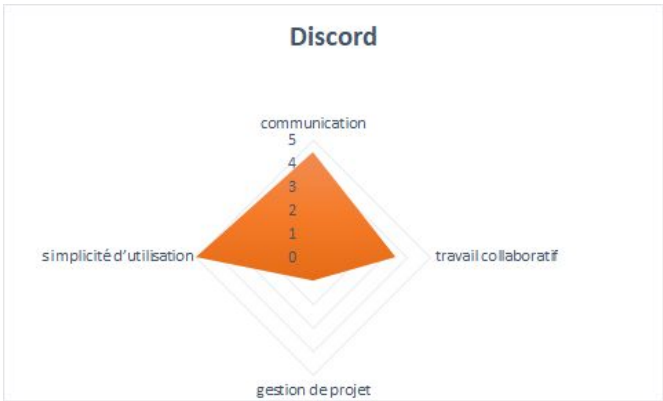 Discord
communication
5
4
3
2
1
0
simplicité d'utilisation
travail collaboratif
gestion de projet